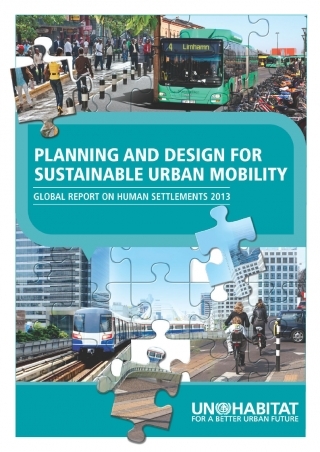 4 Limhamn
PLANNING AND DESIGN FOR
SUSTAINABLE URBAN MOBILITY
GLOBAL REPORT ON HUMAN SETTLEMENTS 2013
UN HABITAT
FOR A BETTER URBAN FUTURE